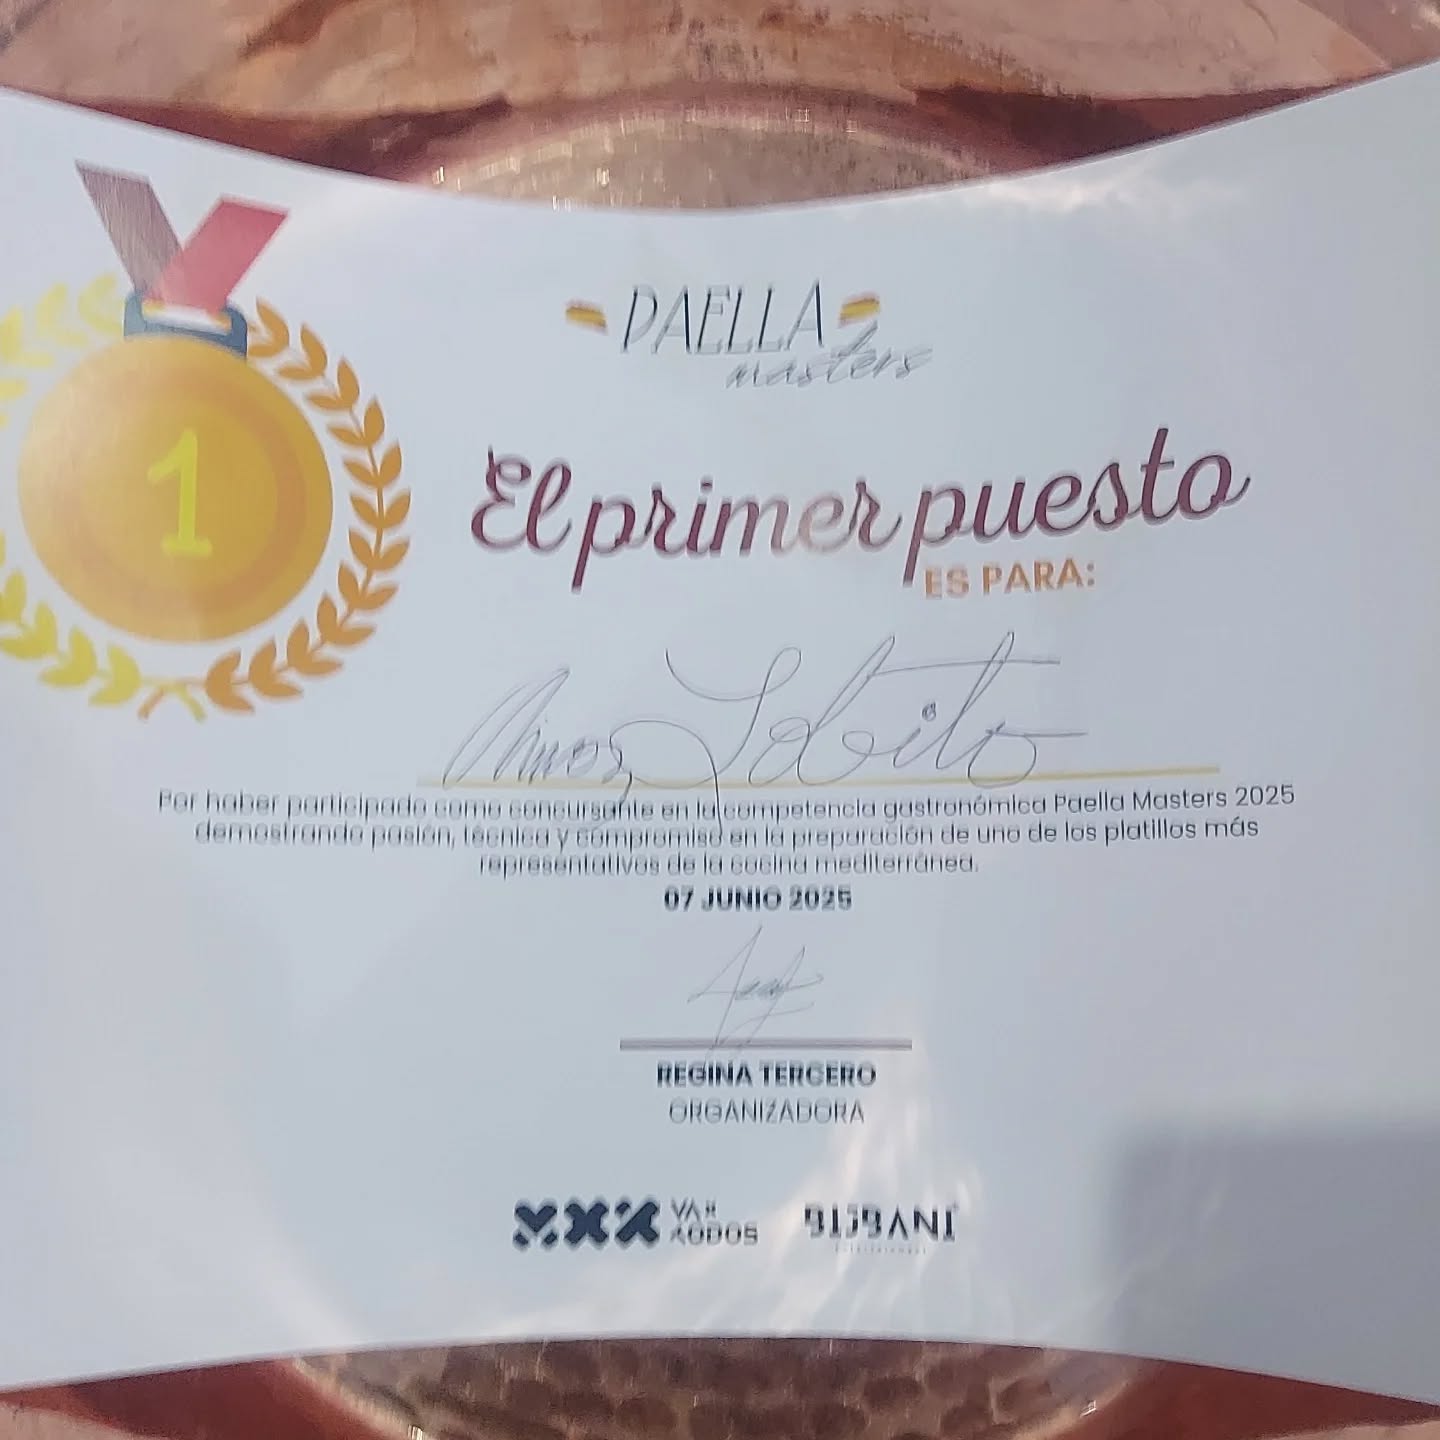 1
PAELLA
masters
El primer puesto
ES PARA:
Lobito
Por haber participado como concursante en la competencia gastronómica Paella Masters 2025
demostrando pasión, técnica y compromiso en la preparación de uno de los platillos más
representativos de la cocina mediterránea.
07 JUNIO 2025
REGINA TERCERO
ORGANIZADORA
BIJBANI